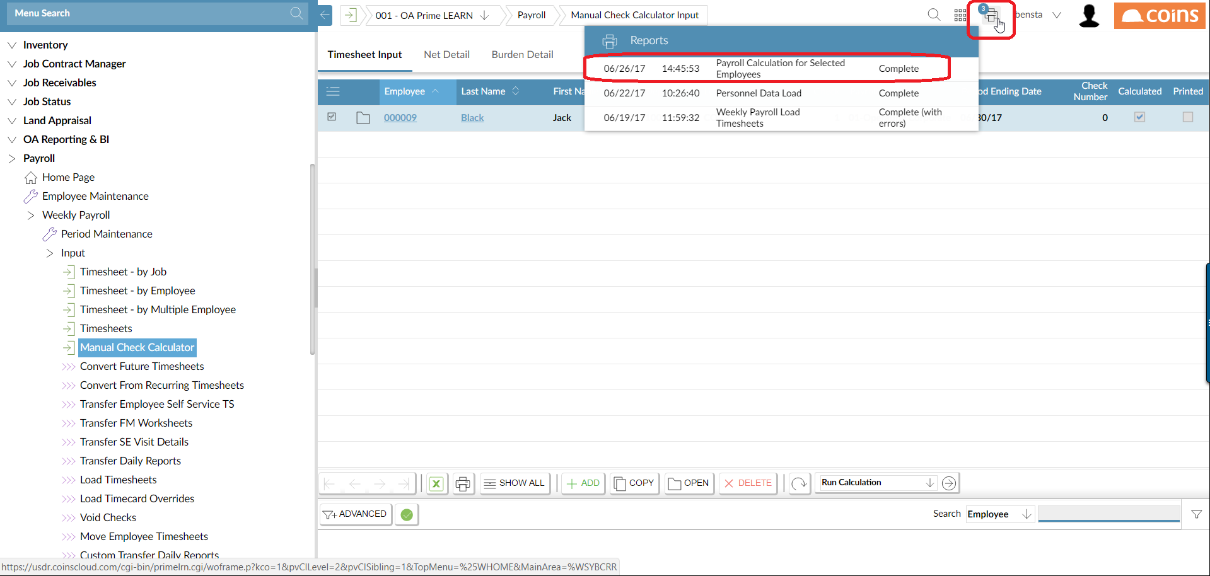 Menu Search
Inventory
Job Contract Manager
Job Receivables
Job Status
Land Appraisal
OA Reporting & BI
Payroll
Home Page
Employee Maintenance
Weekly Payroll
Period Maintenance
Input
Timesheet - by Job
Timesheet - by Employee
Timesheet - by Multiple Employee
Timesheets
Manual Check Calculator
Convert Future Timesheets
Convert From Recurring Timesheets
Transfer Employee Self Service TS
Transfer FM Worksheets
Transfer SE Visit Details
Transfer Daily Reports
Load Timesheets
Load Timecard Overrides
Void Checks
Move Employee Timesheets
Custom Transfer Daily Reports
https://usdr.coinscloud.com/cgi-bin/primelrn.cgi/woframe.p?kco=1&pvCILevel=2&pvCISibling=1&TopMenu=%25WHOME&MainArea=%WSYBCRR
001 - OA Prime LEARN Payroll Manual Check Calculator Input
3
bensta
coins
Timesheet Input Net Detail Burden Detail
Reports
06/26/17 14:45:53 Payroll Calculation for Selected Employees Complete
06/22/17 10:26:40 Personnel Data Load Complete
06/19/17 11:59:32 Weekly Payroll Load Timesheets Complete (with errors)
Employee Last Name First Na od Ending Date Check Number Calculated Printed
000009 Black Jack 30/17 0
SHOW ALL ADD COPY OPEN DELETE Run Calculation
ADVANCED Search Employee